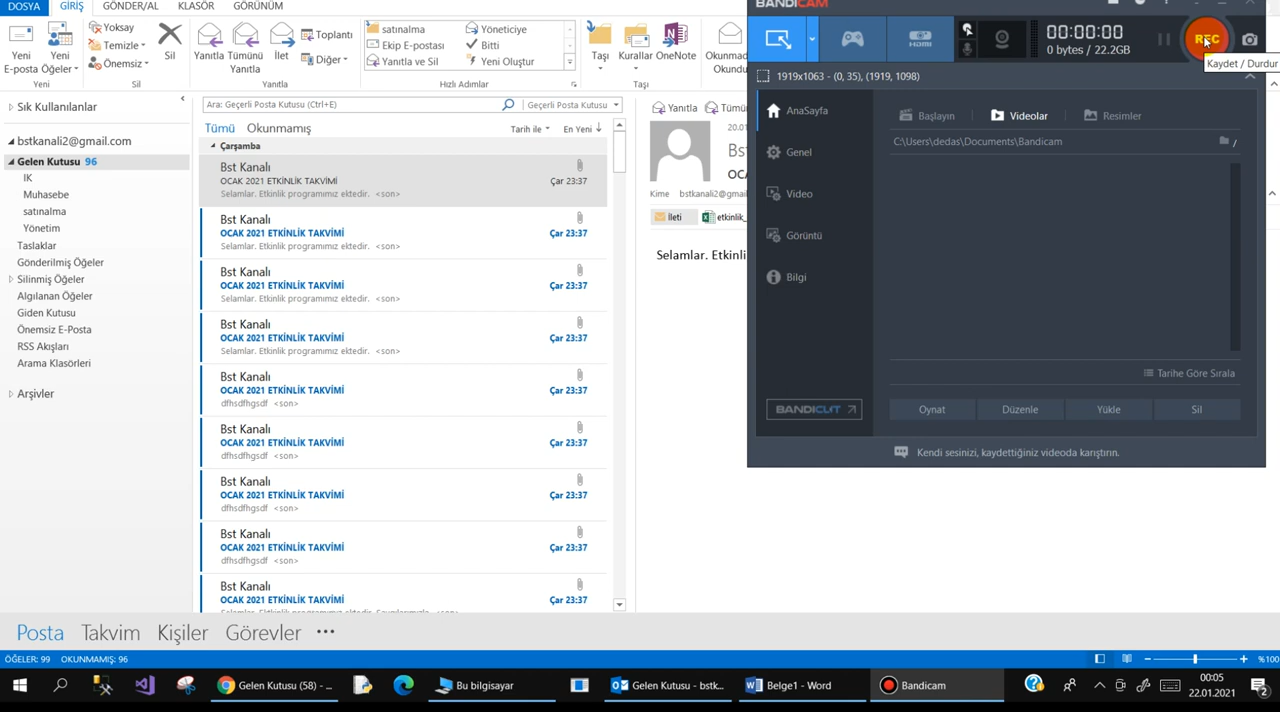 DOSYA GİRİŞ GÖNDER/AL KLASÖR GÖRÜNÜM
Yeni E-posta
Yeni Öğeler
Yoksay
Temizle
Önemsiz
Sil
Yanıtla
Tümünü Yanıtla
İlet
Toplantı
Diğer
satınalma
Ekip E-postası
Yanıtla ve Sil
Yöneticiye
Bitti
Yeni Oluştur
Taşı
Kurallar
OneNote
Okunmamış
Okundu
Yeni
Sil
Yanıtla
Hızlı Adımlar
Taşı
Sık Kullanılanlar
bstkanali2@gmail.com
Gelen Kutusu 96
IK
Muhasebe
satınalma
Yönetim
Taslaklar
Gönderilmiş Öğeler
Silinmiş Öğeler
Algılanan Öğeler
Giden Kutusu
Önemsiz E-Posta
RSS Akışları
Arama Klasörleri
Arşivler
Ara: Geçerli Posta Kutusu (Ctrl+E)
Geçerli Posta Kutusu
Tümü Okunmamış
Tarih ile En Yeni
Çarşamba
Bst Kanalı
OCAK 2021 ETKİNLİK TAKVİMİ Çar 23:37
Selamlar. Etkinlik programımız ektedir. <son>
Bst Kanalı
OCAK 2021 ETKİNLİK TAKVİMİ Çar 23:37
Selamlar. Etkinlik programımız ektedir. <son>
Bst Kanalı
OCAK 2021 ETKİNLİK TAKVİMİ Çar 23:37
Selamlar. Etkinlik programımız ektedir. <son>
Bst Kanalı
OCAK 2021 ETKİNLİK TAKVİMİ Çar 23:37
Selamlar. Etkinlik programımız ektedir. <son>
Bst Kanalı
OCAK 2021 ETKİNLİK TAKVİMİ Çar 23:37
dfhsdfhgsdf <son>
Bst Kanalı
OCAK 2021 ETKİNLİK TAKVİMİ Çar 23:37
dfhsdfhgsdf <son>
Bst Kanalı
OCAK 2021 ETKİNLİK TAKVİMİ Çar 23:37
dfhsdfhgsdf <son>
Bst Kanalı
OCAK 2021 ETKİNLİK TAKVİMİ Çar 23:37
dfhsdfhgsdf <son>
Bst Kanalı
OCAK 2021 ETKİNLİK TAKVİMİ Çar 23:37
Yanıtla Tümü
20.01
Bs
OC
Kime bstkanali2@gmail
İleti etkinlik_
Selamlar. Etkinli
BANDICAM
HDMI
00:00:00
0 bytes / 22.2GB
REC
Kaydet / Durdur
1919x1063 - (0, 35), (1919, 1098)
AnaSayfa
Genel
Video
Görüntü
Bilgi
BANDICUT
Başlayın Videolar Resimler
C:\Users\dedas\Documents\Bandicam
Tarihe Göre Sırala
Oynat Düzenle Yükle Sil
Kendi sesinizi, kaydettiğiniz videoda karıştırın.
Posta Takvim Kişiler Görevler •••
ÖĞELER: 99 OKUNMAMIŞ: 96 %100
Gelen Kutusu (58) - ...
Bu bilgisayar
Gelen Kutusu - bstk...
Belge1 - Word
Bandicam
00:05
22.01.2021
2